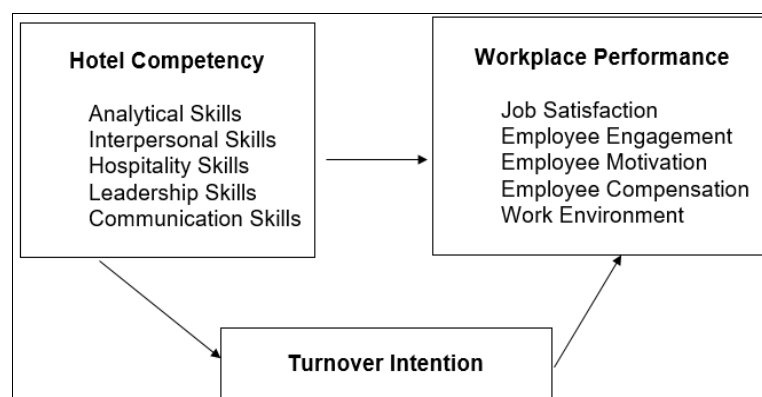 Hotel Competency
Analytical Skills
Interpersonal Skills
Hospitality Skills
Leadership Skills
Communication Skills
Workplace Performance
Job Satisfaction
Employee Engagement
Employee Motivation
Employee Compensation
Work Environment
Turnover Intention